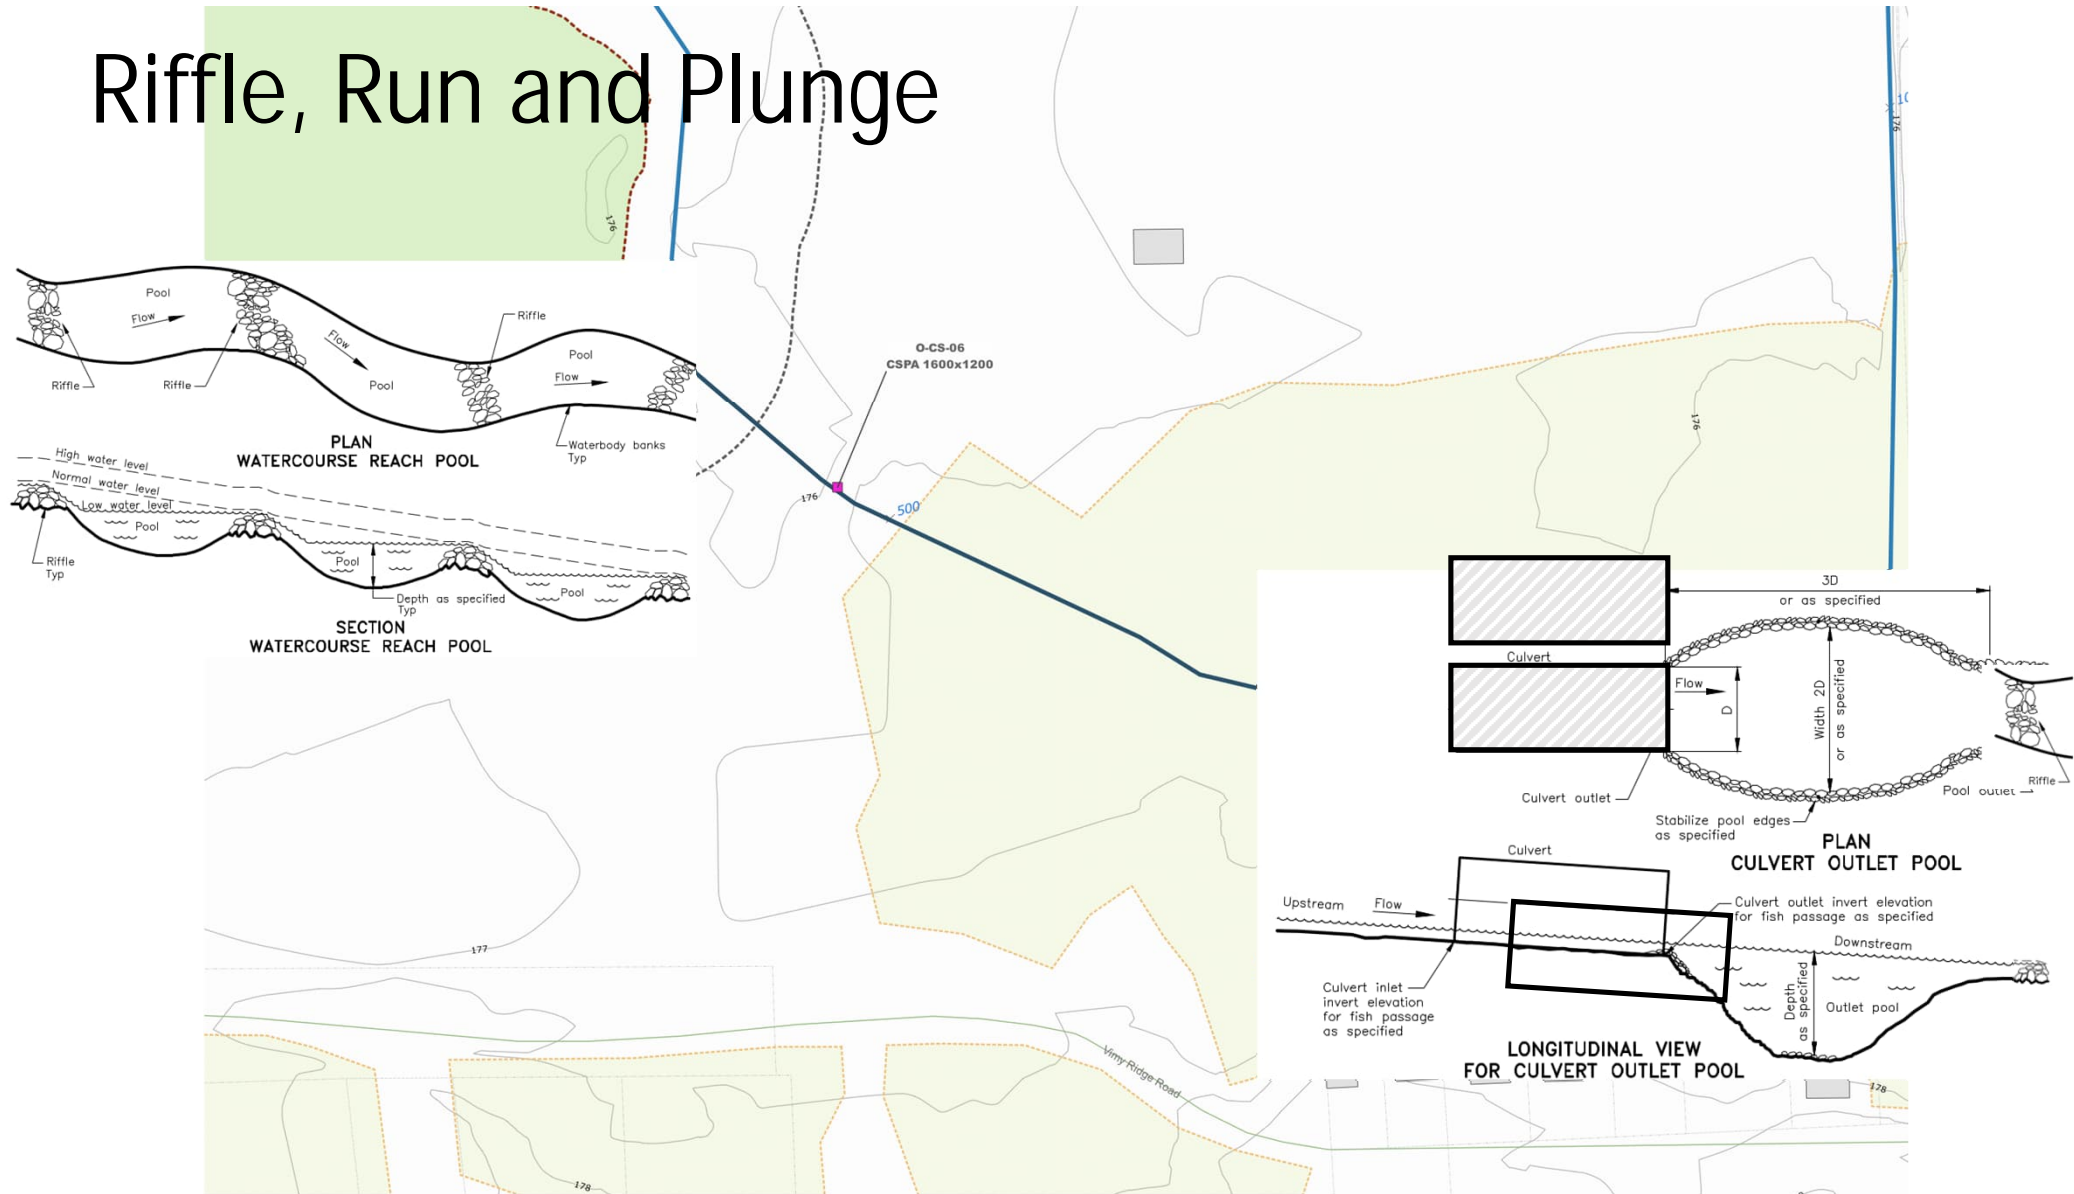 Riffle, Run and Plunge
10
176
176
Pool
Flow
Riffle
Riffle
Flow
Pool
Riffle
Pool
Flow
Waterbody banks
Typ
PLAN
WATERCOURSE REACH POOL
High water level
Normal water level
Low water level
Pool
Pool
Pool
Riffle
Typ
Depth as specified
Typ
SECTION
WATERCOURSE REACH POOL
O-CS-06
CSPA 1600x1200
176
500
176
3D
or as specified
Culvert
Flow
D
Width 2D
or as specified
Riffle
Pool outlet
Culvert outlet
Stabilize pool edges
as specified
PLAN
CULVERT OUTLET POOL
Culvert
Upstream
Flow
Culvert outlet invert elevation
for fish passage as specified
Downstream
Culvert inlet
invert elevation
for fish passage
as specified
Depth
as specified
Outlet pool
LONGITUDINAL VIEW
FOR CULVERT OUTLET POOL
177
Vimy Ridge Road
178
178